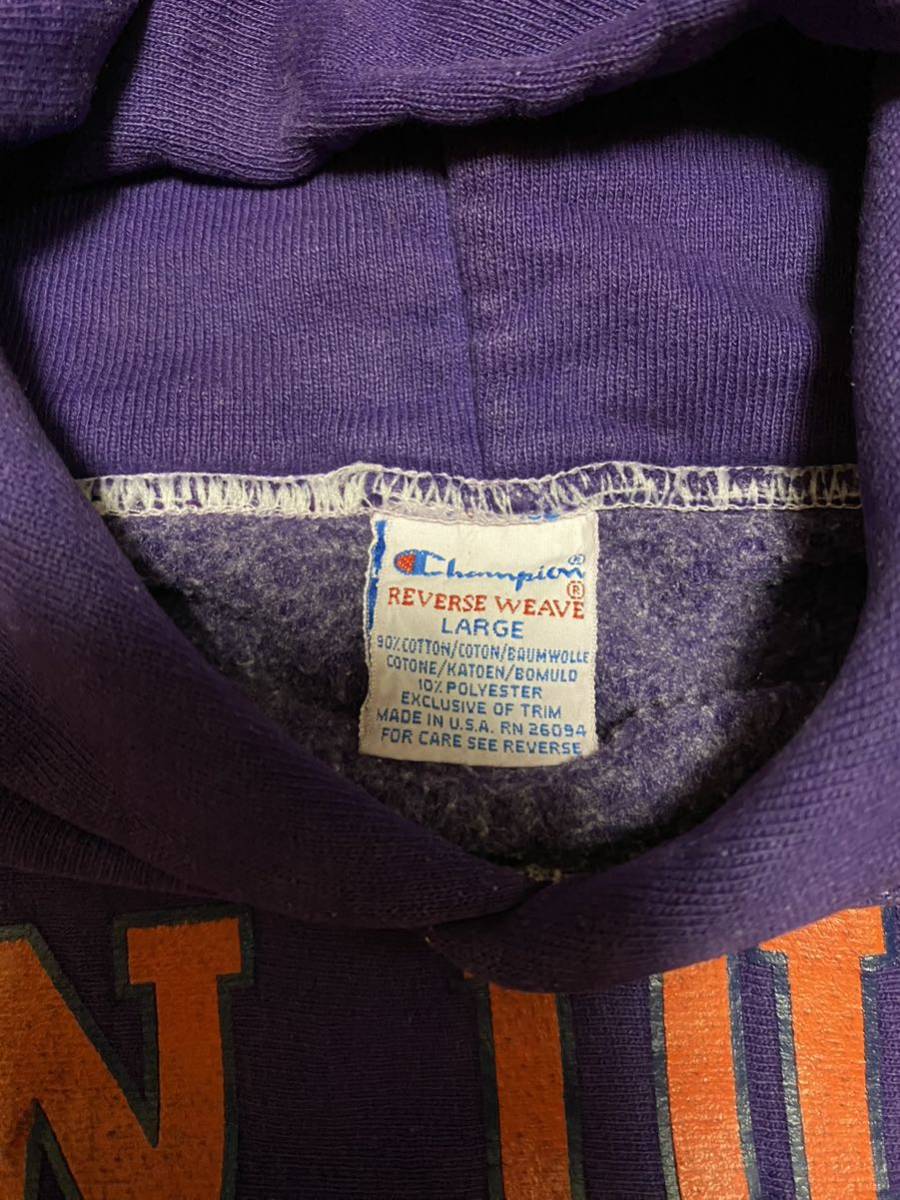 Champion®
REVERSE WEAVE®
LARGE
90% COTTON/COTON/BAUMWOLLE
COTONE/KATOEN/BOMULD
10% POLYESTER
EXCLUSIVE OF TRIM
MADE IN U.S.A. RN 26094
FOR CARE SEE REVERSE
N